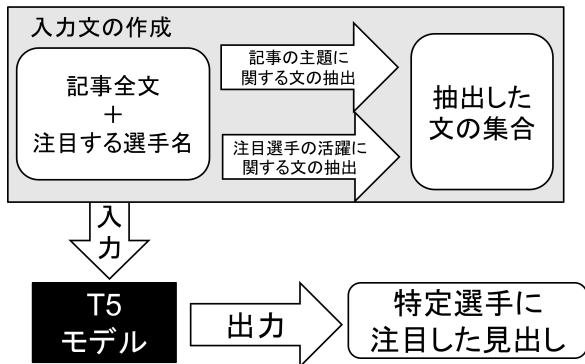 入力文の作成
記事全文
＋
注目する選手名
記事の主題に
関する文の抽出
注目選手の活躍に
関する文の抽出
抽出した
文の集合
入
力
T5
モデル
出力
特定選手に
注目した見出し